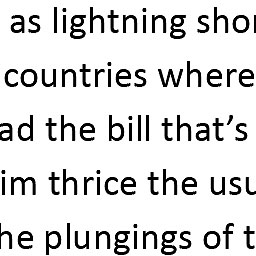 as lightning shor
countries where
ad the bill that’s
im thrice the usu
he plungings of t